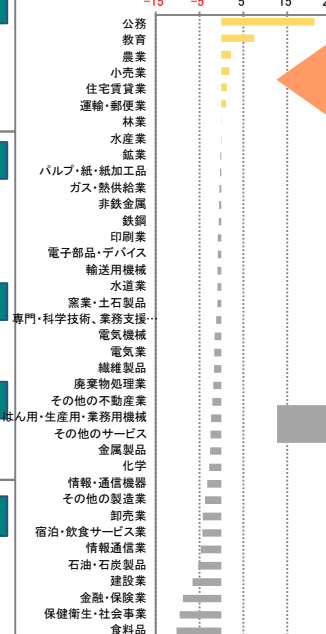 -15 -5 5 15 2
公務
教育
農業
小売業
住宅賃貸業
運輸・郵便業
林業
水産業
鉱業
パルプ・紙・紙加工品
ガス・熱供給業
非鉄金属
鉄鋼
印刷業
電子部品・デバイス
輸送用機械
水道業
窯業・土石製品
専門・科学技術、業務支援…
電気機械
電気業
繊維製品
廃棄物処理業
その他の不動産業
はん用・生産用・業務用機械
その他のサービス
金属製品
化学
情報・通信機器
その他の製造業
卸売業
宿泊・飲食サービス業
情報通信業
石油・石炭製品
建設業
金融・保険業
保健衛生・社会事業
食料品